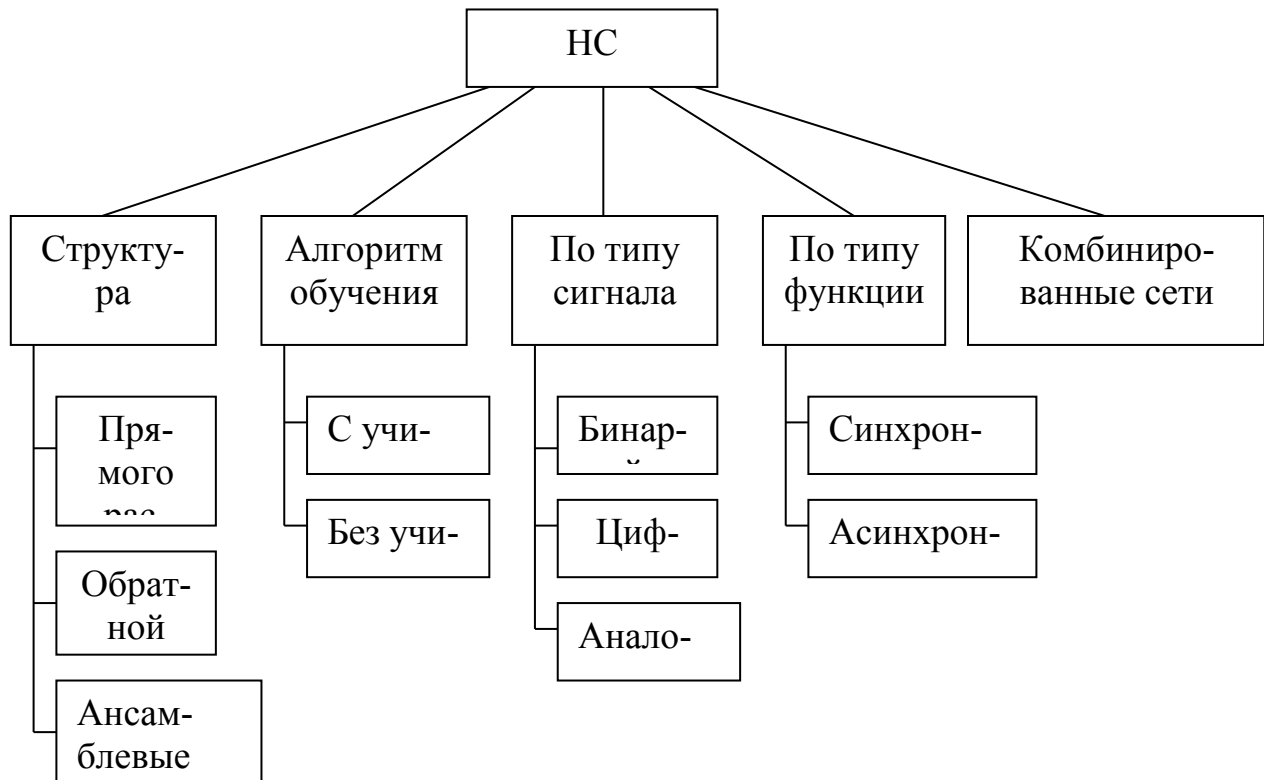 НС
Структу-
ра
Алгоритм
обучения
По типу
сигнала
По типу
функции
Комбиниро-
ванные сети
Пря-
мого
Обрат-
ной
Ансам-
блевые
С учи-
Без учи-
Бинар-
Циф-
Анало-
Синхрон-
Асинхрон-